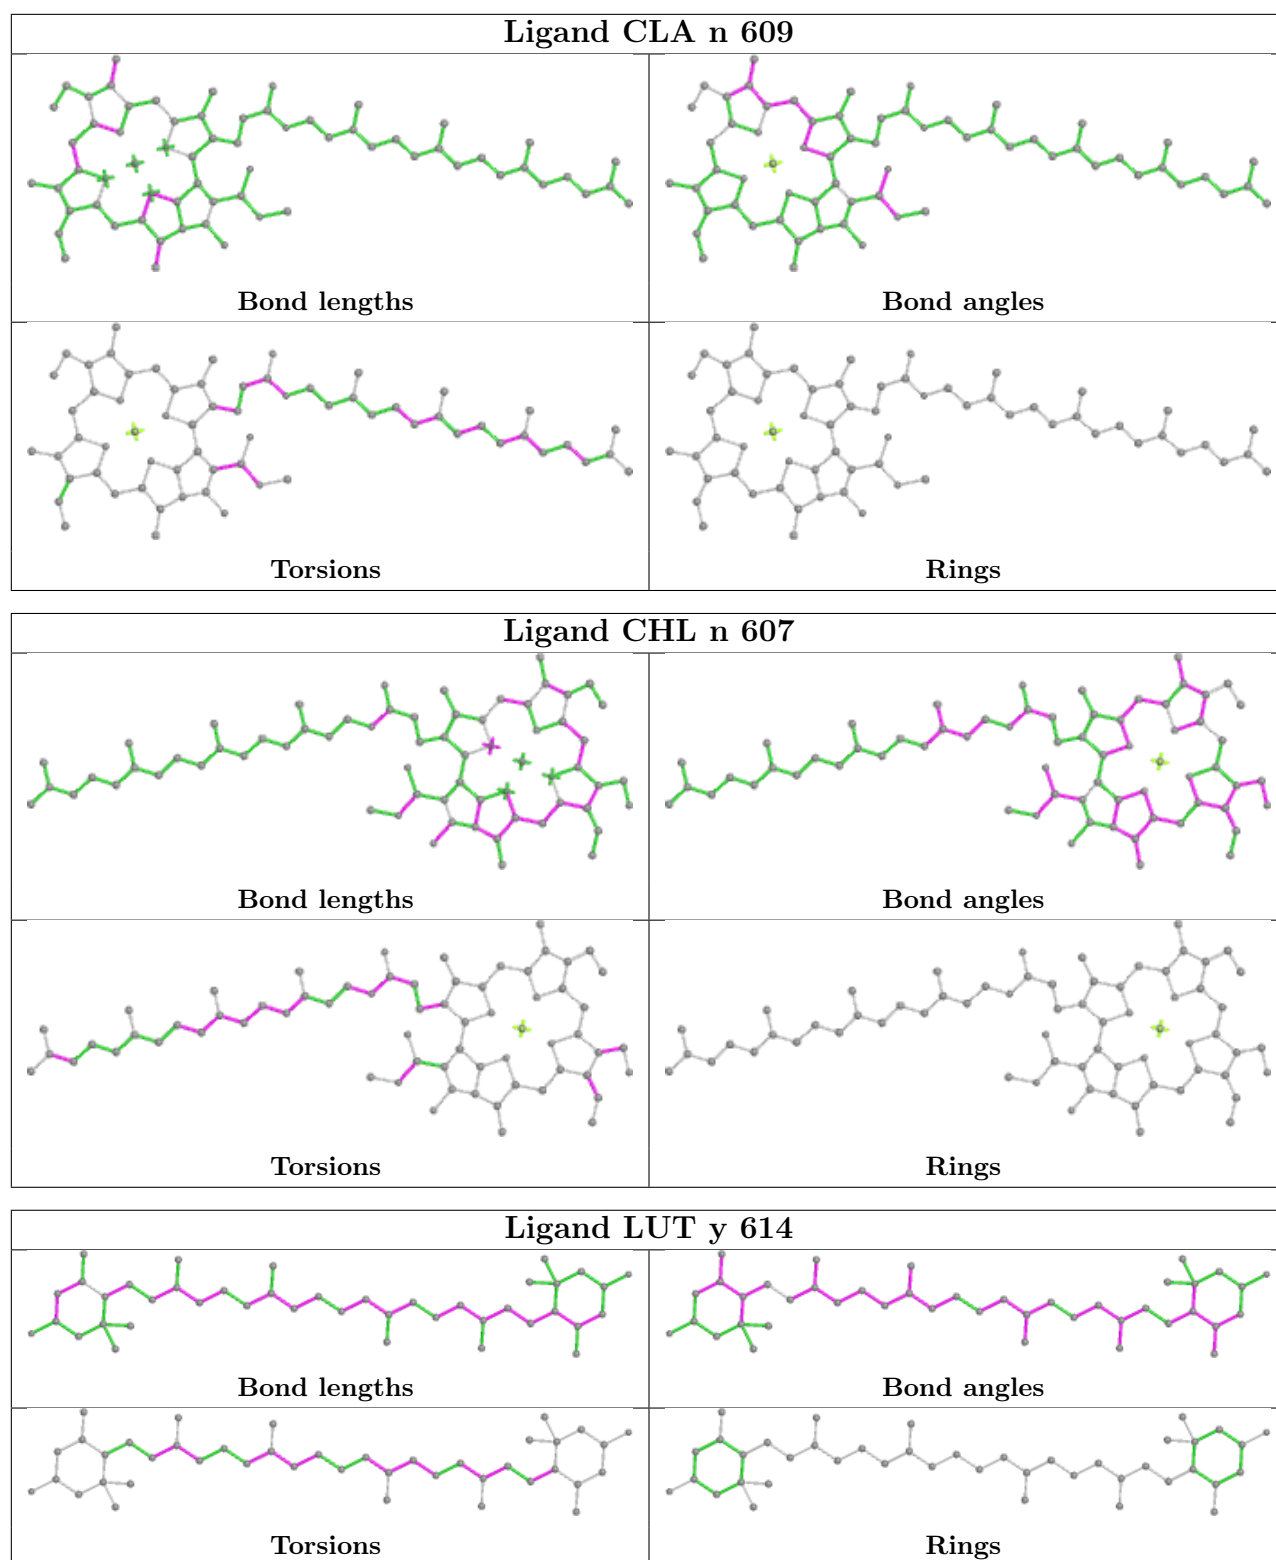 Ligand CLA n 609
Bond lengths
Bond angles
Torsions
Rings
Ligand CHL n 607
Bond lengths
Bond angles
Torsions
Rings
Ligand LUT y 614
Bond lengths
Bond angles
Torsions
Rings